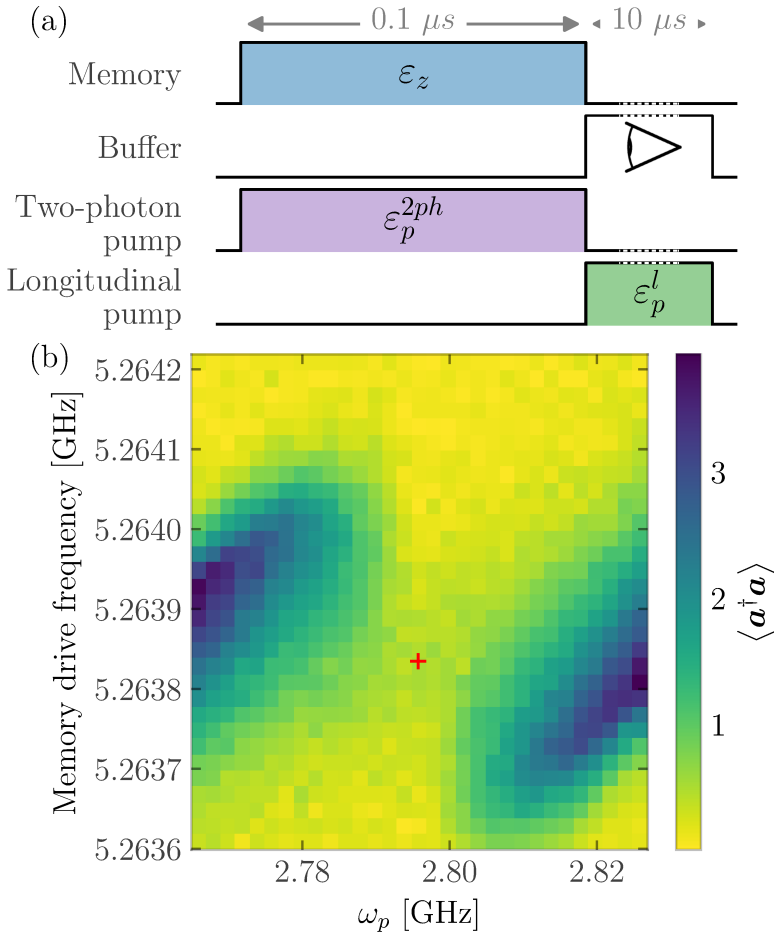 (a)
0.1 μs
10 μs
Memory
ε_z
Buffer
Two-photon
pump
ε_p^{2ph}
Longitudinal
pump
ε_p^l
(b)
5.2642
5.2641
5.2640
5.2639
5.2638
5.2637
5.2636
Memory drive frequency [GHz]
2.78
2.80
2.82
ω_p [GHz]
3
2
1
⟨a†a⟩